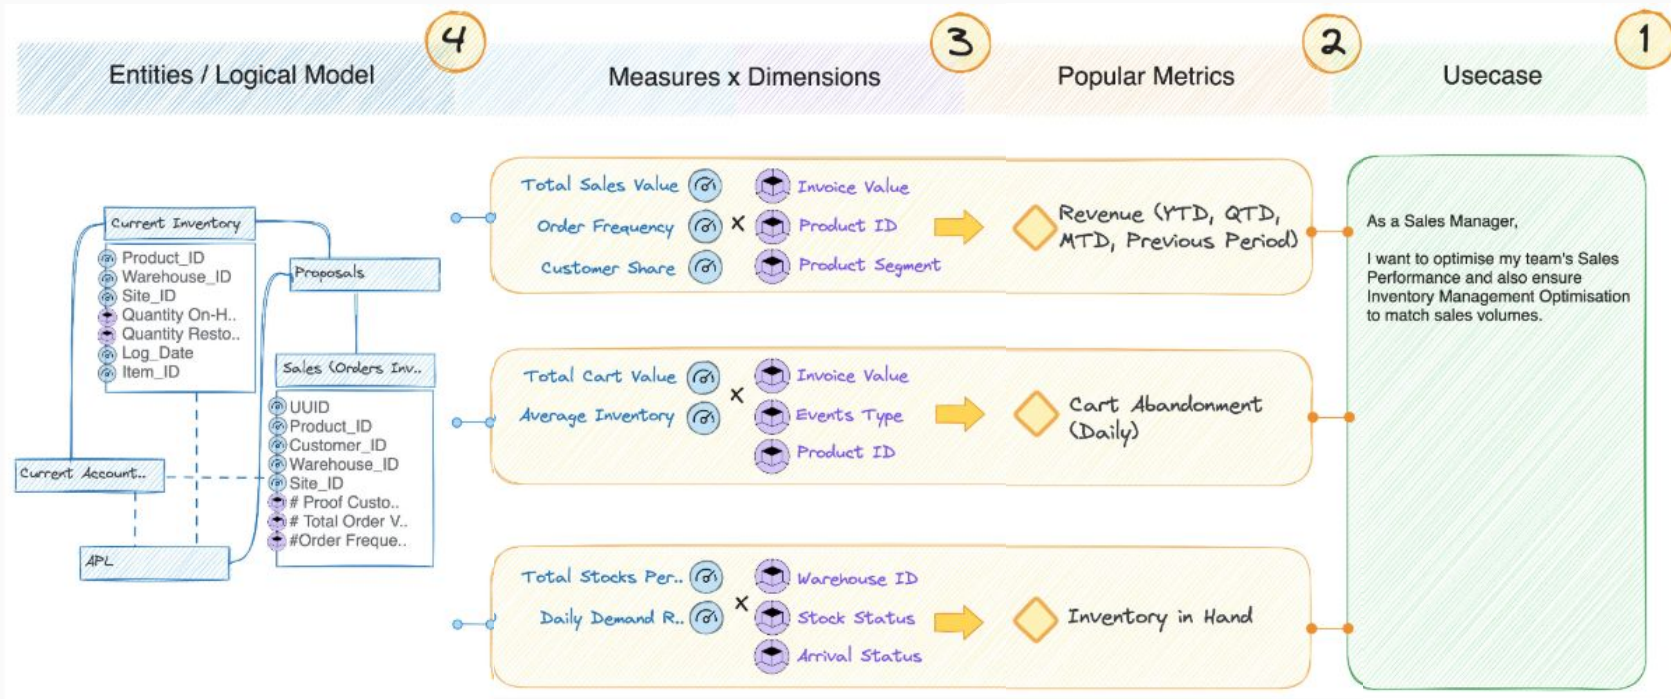 4
3
2
1
Entities / Logical Model
Measures x Dimensions
Popular Metrics
Usecase
Current Inventory
Product_ID
Warehouse_ID
Site_ID
Quantity On-H..
Quantity Resto..
Log_Date
Item_ID
Proposals
Sales (Orders Inv..
UUID
Product_ID
Customer_ID
Warehouse_ID
Site_ID
# Proof Custo..
# Total Order V..
#Order Freque..
Current Account..
APL
Total Sales Value
Order Frequency
Customer Share
x
Invoice Value
Product ID
Product Segment
Revenue (YTD, QTD,
MTD, Previous Period)
Total Cart Value
Average Inventory
x
Invoice Value
Events Type
Product ID
Cart Abandonment
(Daily)
Total Stocks Per..
Daily Demand R..
x
Warehouse ID
Stock Status
Arrival Status
Inventory in Hand
As a Sales Manager,
I want to optimise my team's Sales
Performance and also ensure
Inventory Management Optimisation
to match sales volumes.